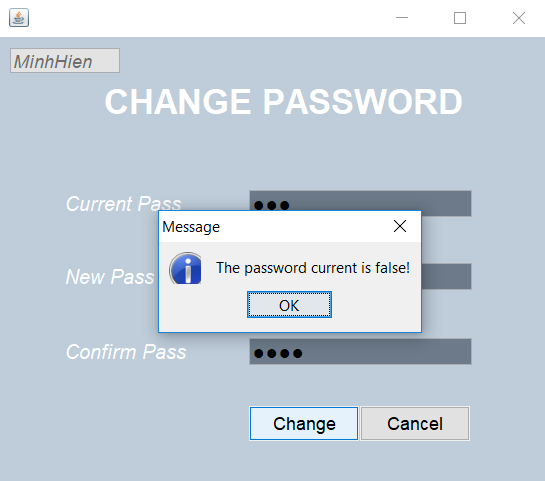 MinhHien
CHANGE PASSWORD
Current Pass
●●●
Message
The password current is false!
OK
New Pass
Confirm Pass
●●●●
Change
Cancel